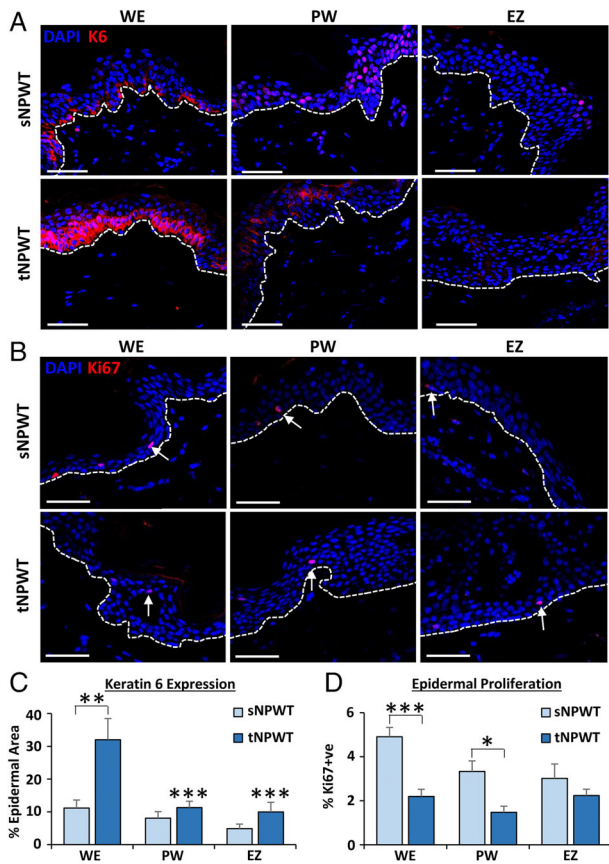 A
WE PW EZ
DAPI K6
sNPWT
tNPWT
B
WE PW EZ
DAPI Ki67
sNPWT
tNPWT
C Keratin 6 Expression
% Epidermal Area
40
30
20
10
0
** *** ***
sNPWT
tNPWT
WE PW EZ
D Epidermal Proliferation
% Ki67+ve
6
4
2
0
*** *
sNPWT
tNPWT
WE PW EZ